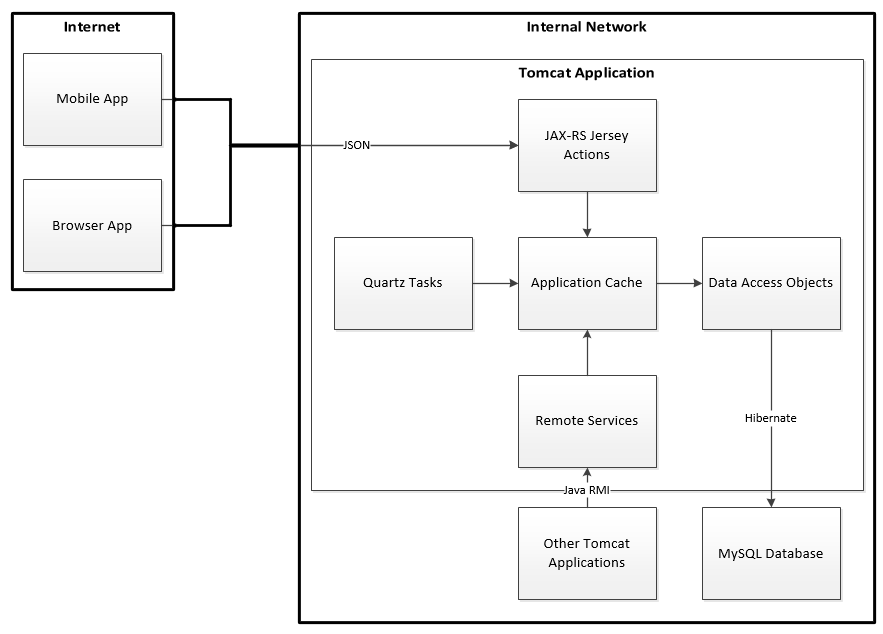 Internet
Internal Network
Tomcat Application
Mobile App
JAX-RS Jersey
Actions
JSON
Browser App
Quartz Tasks
Application Cache
Data Access Objects
Remote Services
Hibernate
Java RMI
Other Tomcat
Applications
MySQL Database